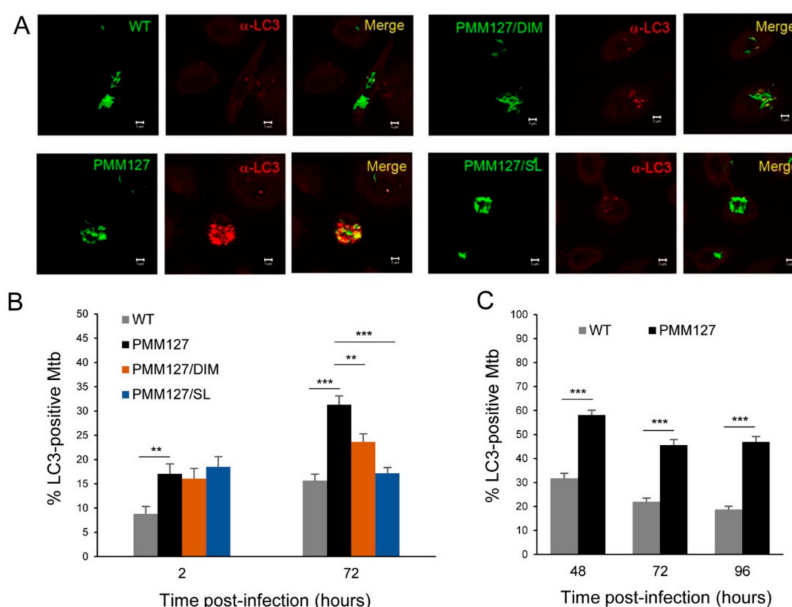 A
WT
α-LC3
Merge
PMM127/DIM
α-LC3
Merge
PMM127
α-LC3
Merge
PMM127/SL
α-LC3
Merge
B
% LC3-positive Mtb
50
45
40
35
30
25
20
15
10
5
0
WT
PMM127
PMM127/DIM
PMM127/SL
**
***
**
***
2
72
Time post-infection (hours)
C
% LC3-positive Mtb
100
90
80
70
60
50
40
30
20
10
0
WT
PMM127
***
***
***
48
72
96
Time post-infection (hours)